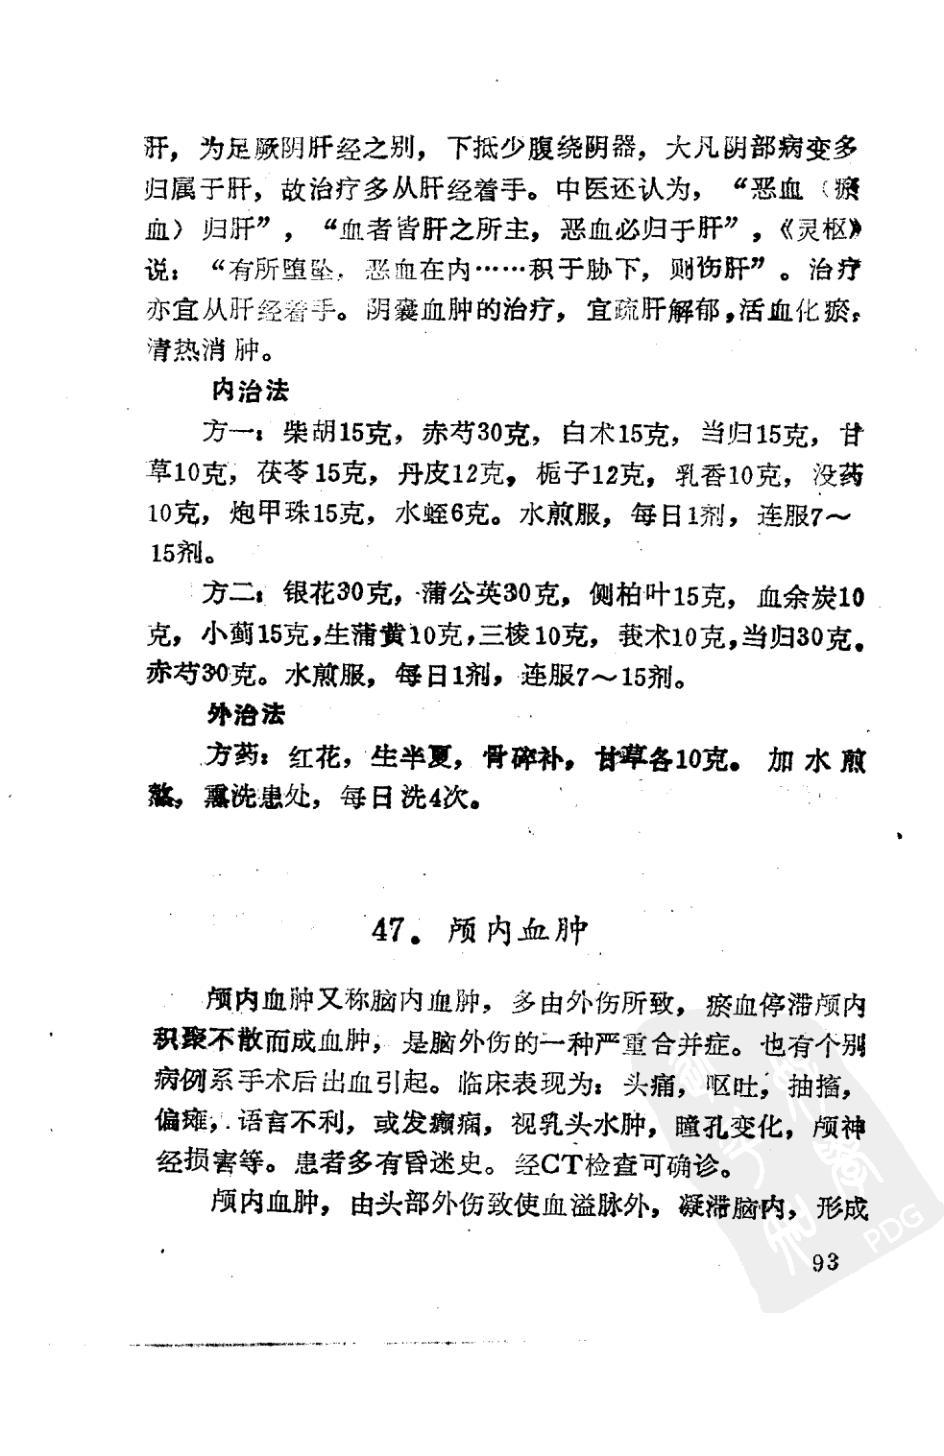 肝，为足厥阴肝经之别，下抵少腹绕阴器，大凡阴部病变多
归属于肝，故治疗多从肝经着手。中医还认为，“恶血（瘀
血）归肝”，“血者皆肝之所主，恶血必归于肝”，《灵枢》
说：“有所堕坠，恶血在内……积于胁下，则伤肝”。治疗
亦宜从肝经着手。阴囊血肿的治疗，宜疏肝解郁，活血化瘀，
清热消肿。
内治法
方一：柴胡15克，赤芍30克，白术15克，当归15克，甘
草10克，茯苓15克，丹皮12克，栀子12克，乳香10克，没药
10克，炮甲珠15克，水蛭6克。水煎服，每日1剂，连服7～
15剂。
方二：银花30克，蒲公英30克，侧柏叶15克，血余炭10
克，小蓟15克，生蒲黄10克，三棱10克，莪术10克，当归30克，
赤芍30克。水煎服，每日1剂，连服7～15剂。
外治法
方药：红花，生半夏，骨碎补，甘草各10克。加水煎
熬，熏洗患处，每日洗4次。
47．颅内血肿
颅内血肿又称脑内血肿，多由外伤所致，瘀血停滞颅内
积聚不散而成血肿，是脑外伤的一种严重合并症。也有个别
病例系手术后出血引起。临床表现为：头痛，呕吐，抽搐，
偏瘫，语言不利，或发癫痫，视乳头水肿，瞳孔变化，颅神
经损害等。患者多有昏迷史。经CT检查可确诊。
颅内血肿，由头部外伤致使血溢脉外，凝滞脑内，形成
PDG
93